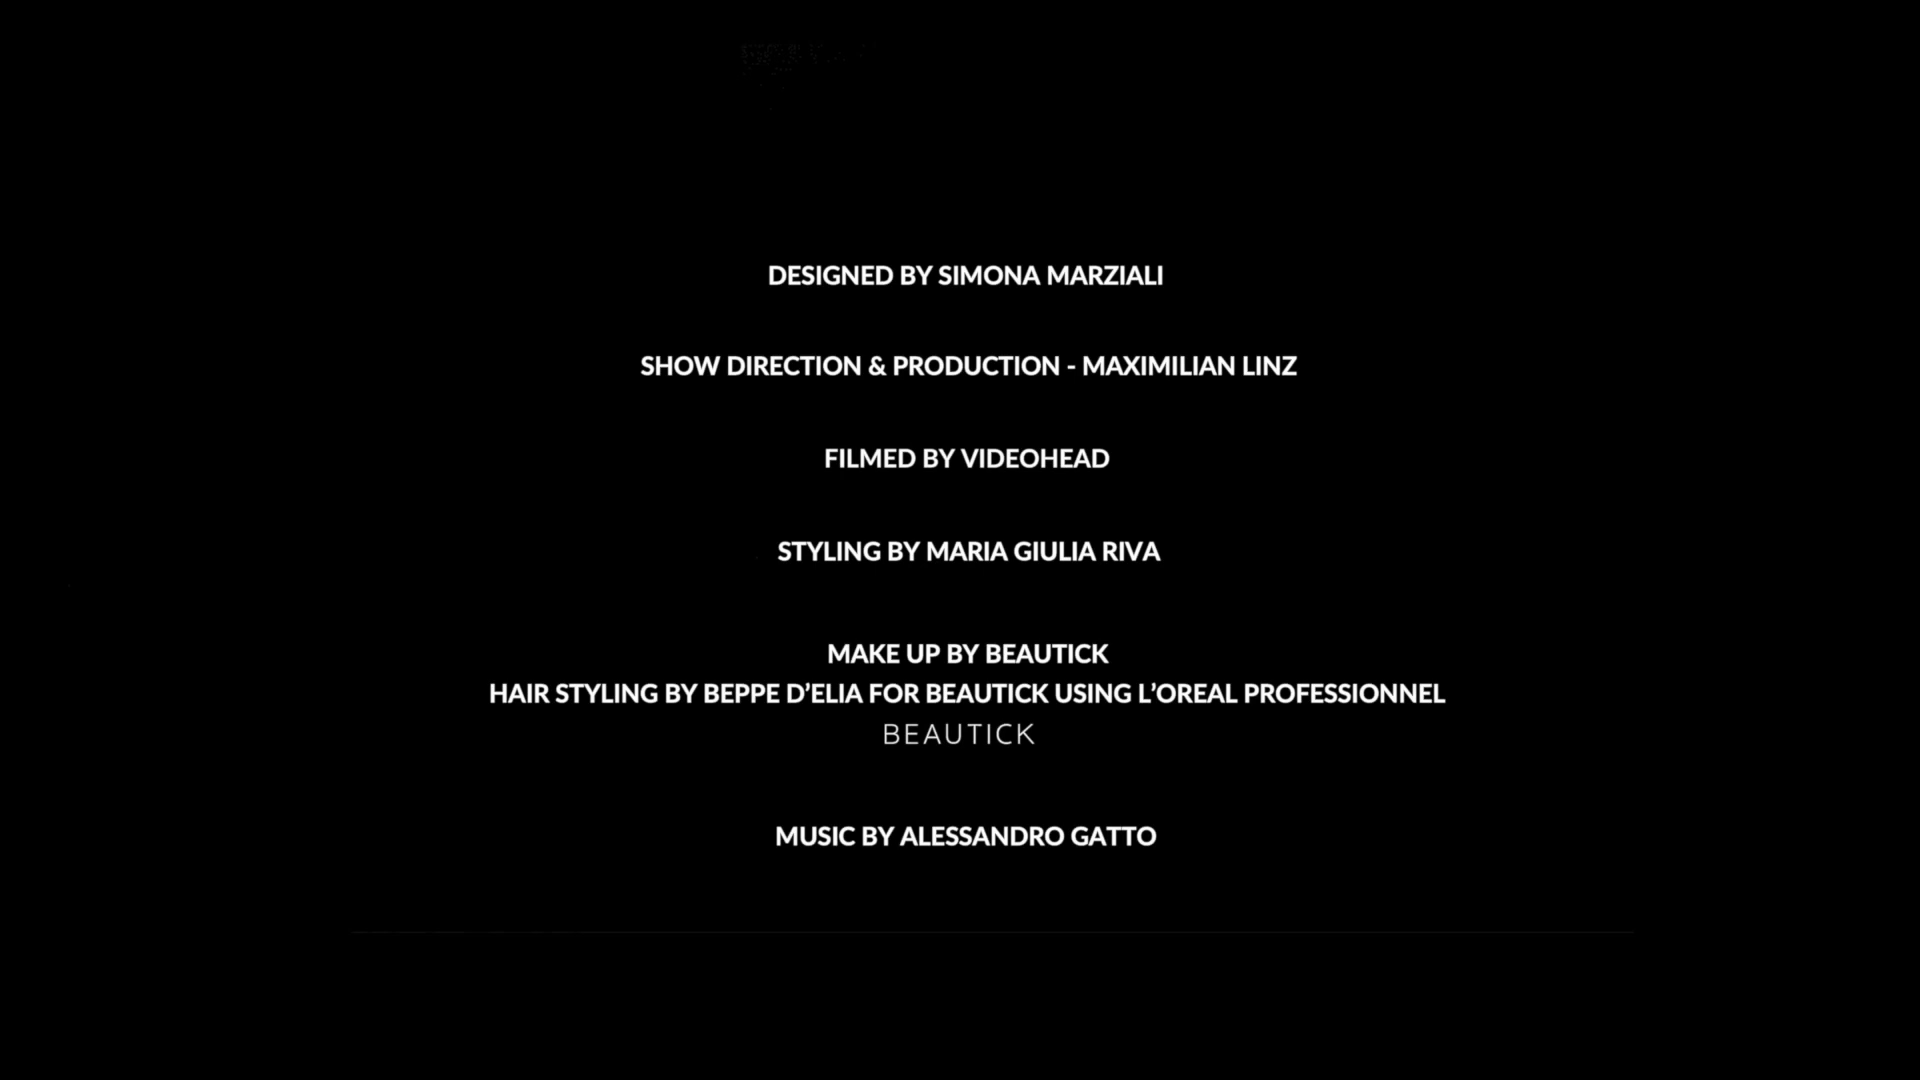 DESIGNED BY SIMONA MARZIALI
SHOW DIRECTION & PRODUCTION - MAXIMILIAN LINZ
FILMED BY VIDEOHEAD
STYLING BY MARIA GIULIA RIVA
MAKE UP BY BEAUTICK
HAIR STYLING BY BEPPE D’ELIA FOR BEAUTICK USING L’OREAL PROFESSIONNEL
BEAUTICK
MUSIC BY ALESSANDRO GATTO